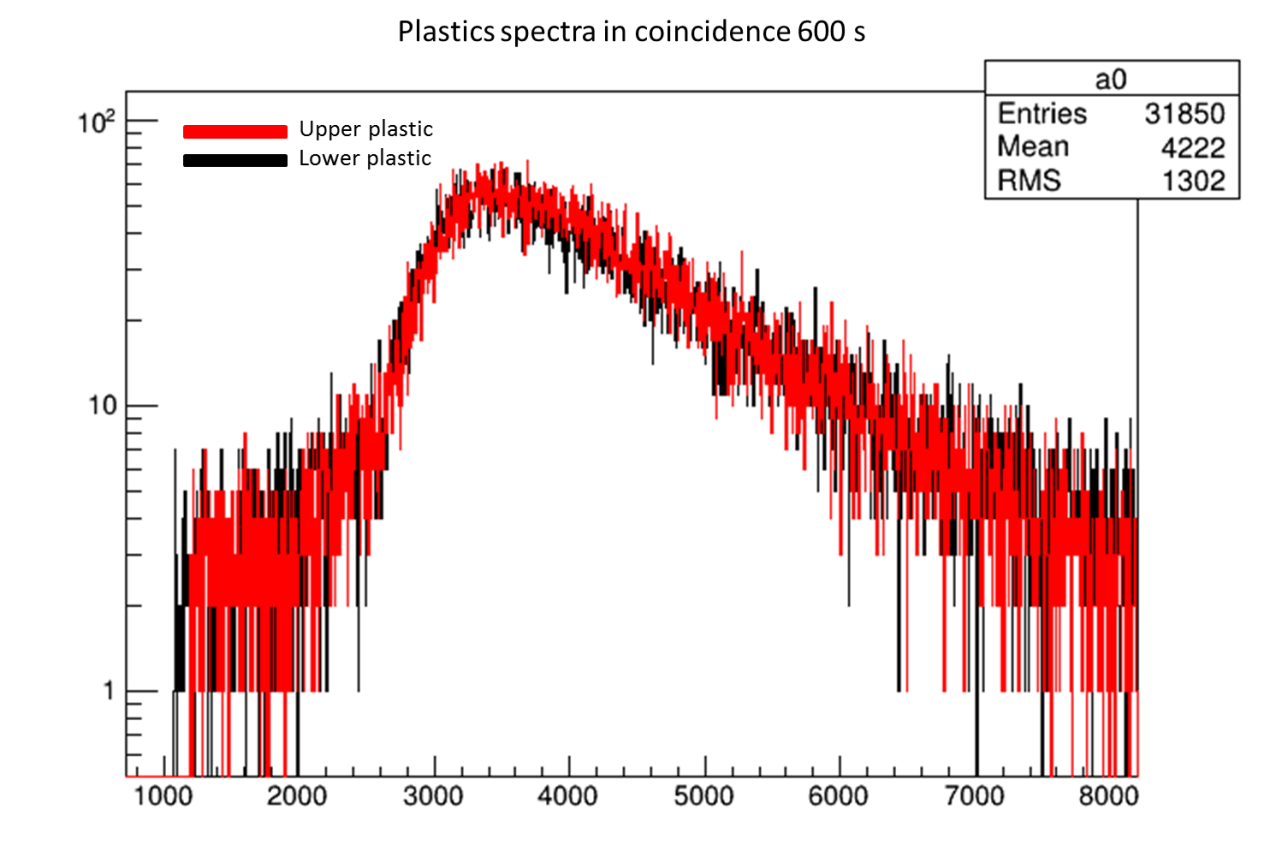 Plastics spectra in coincidence 600 s
a0
Entries 31850
Mean 4222
RMS 1302
10²
Upper plastic
Lower plastic
10
1
1000 2000 3000 4000 5000 6000 7000 8000